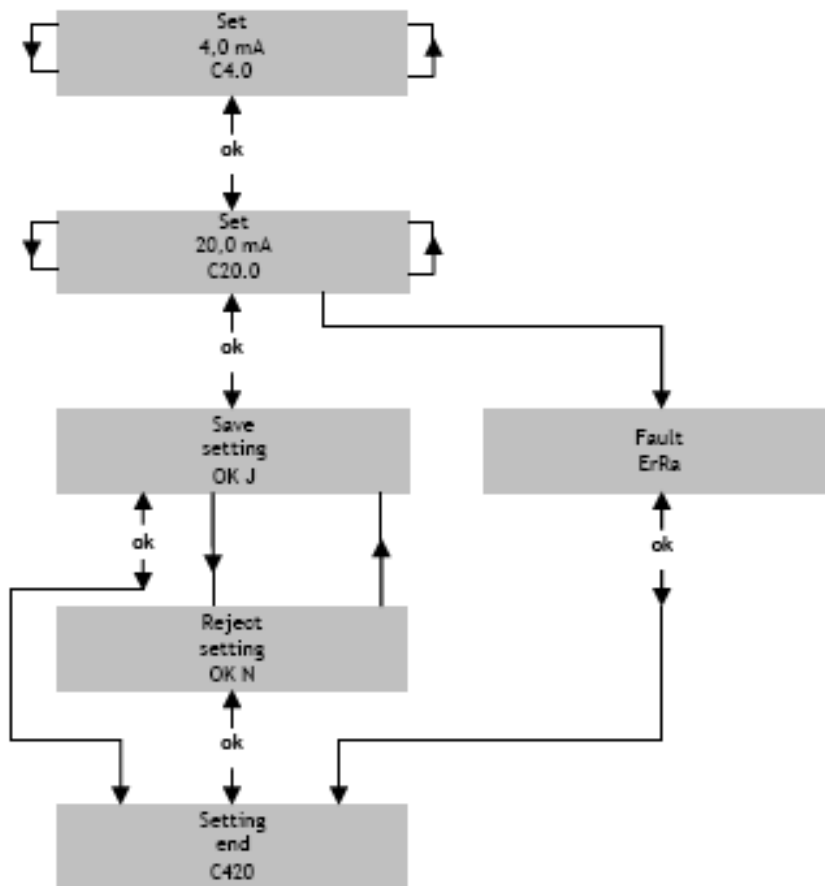 Set
4,0 mA
C4.0
ok
Set
20,0 mA
C20.0
ok
Save
setting
OK J
Fault
ErRa
ok
ok
Reject
setting
OK N
ok
Setting
end
C420